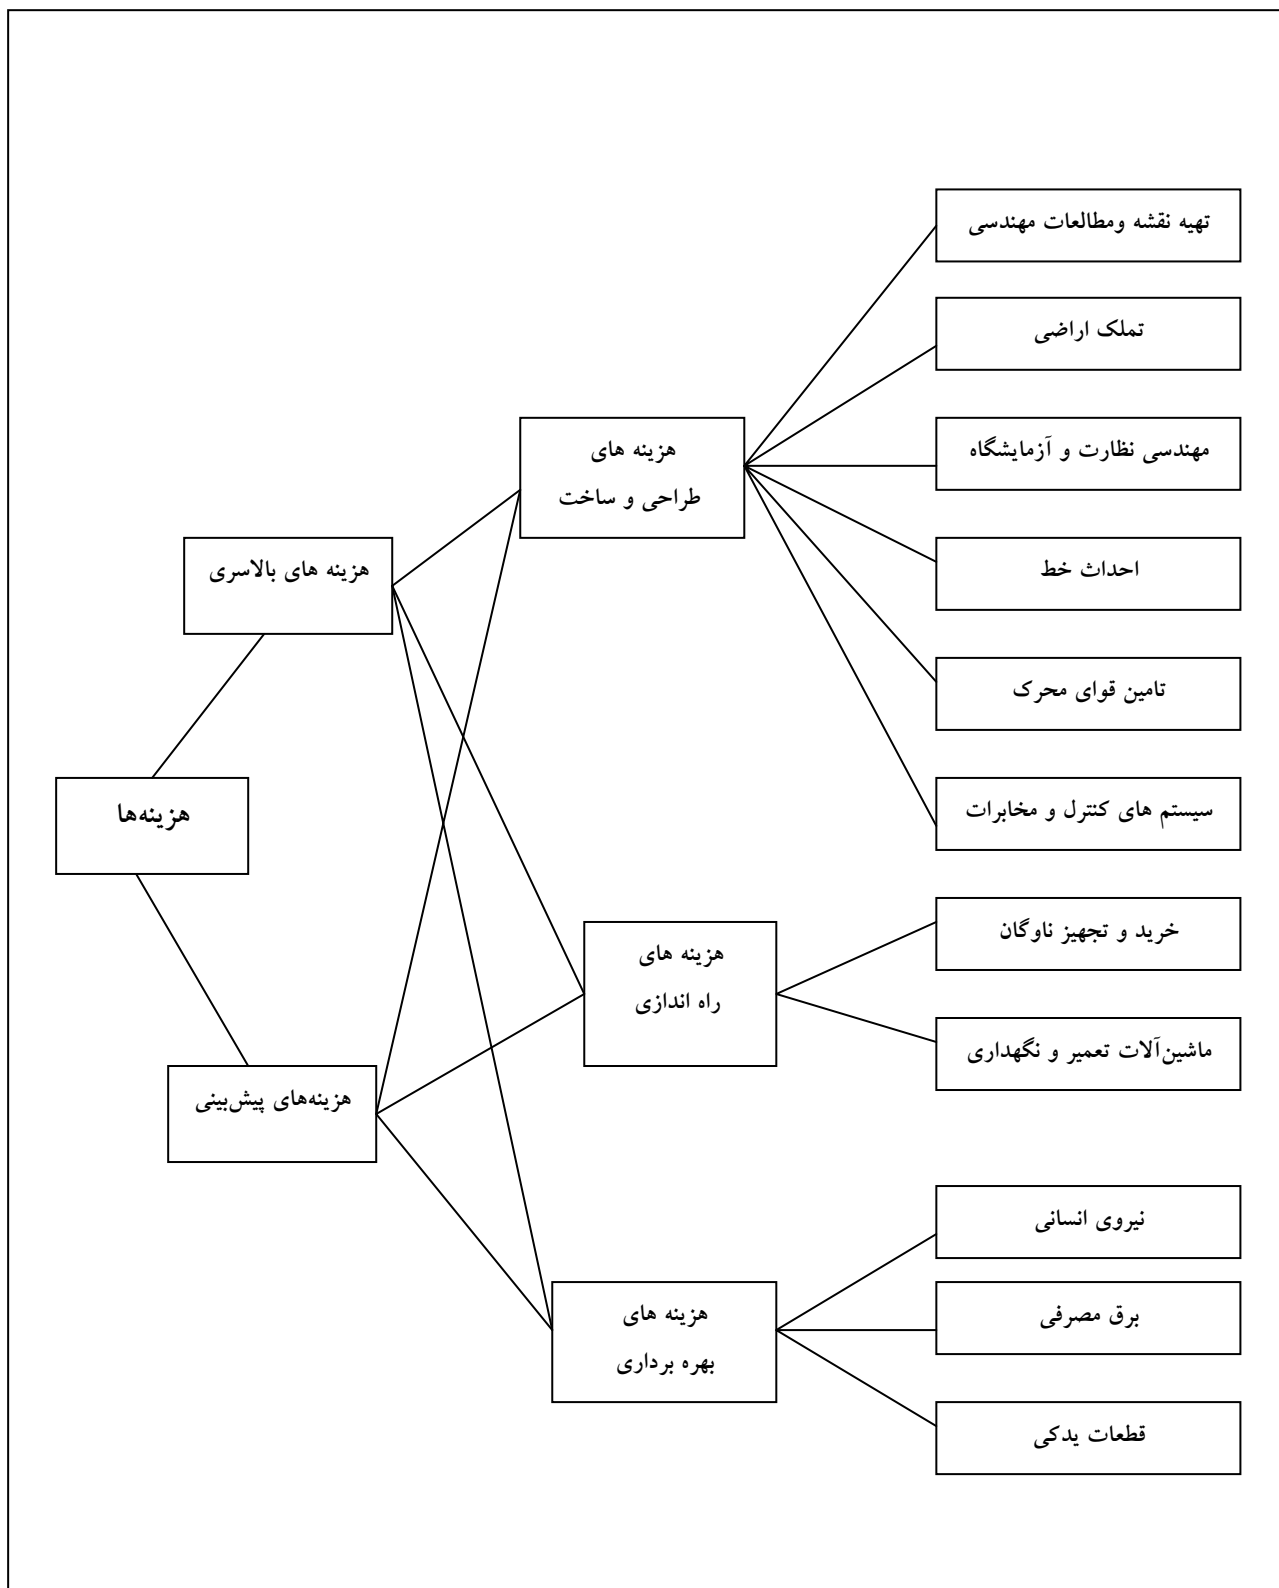 تهیه نقشه ومطالعات مهندسی
تملک اراضی
هزینه های
طراحی و ساخت
مهندسی نظارت و آزمایشگاه
هزینه های بالاسری
احداث خط
تامین قوای محرک
هزینه‌ها
سیستم های کنترل و مخابرات
هزینه های
راه اندازی
خرید و تجهیز ناوگان
ماشین‌آلات تعمیر و نگهداری
هزینه‌های پیش‌بینی
نیروی انسانی
هزینه های
بهره برداری
برق مصرفی
قطعات یدکی